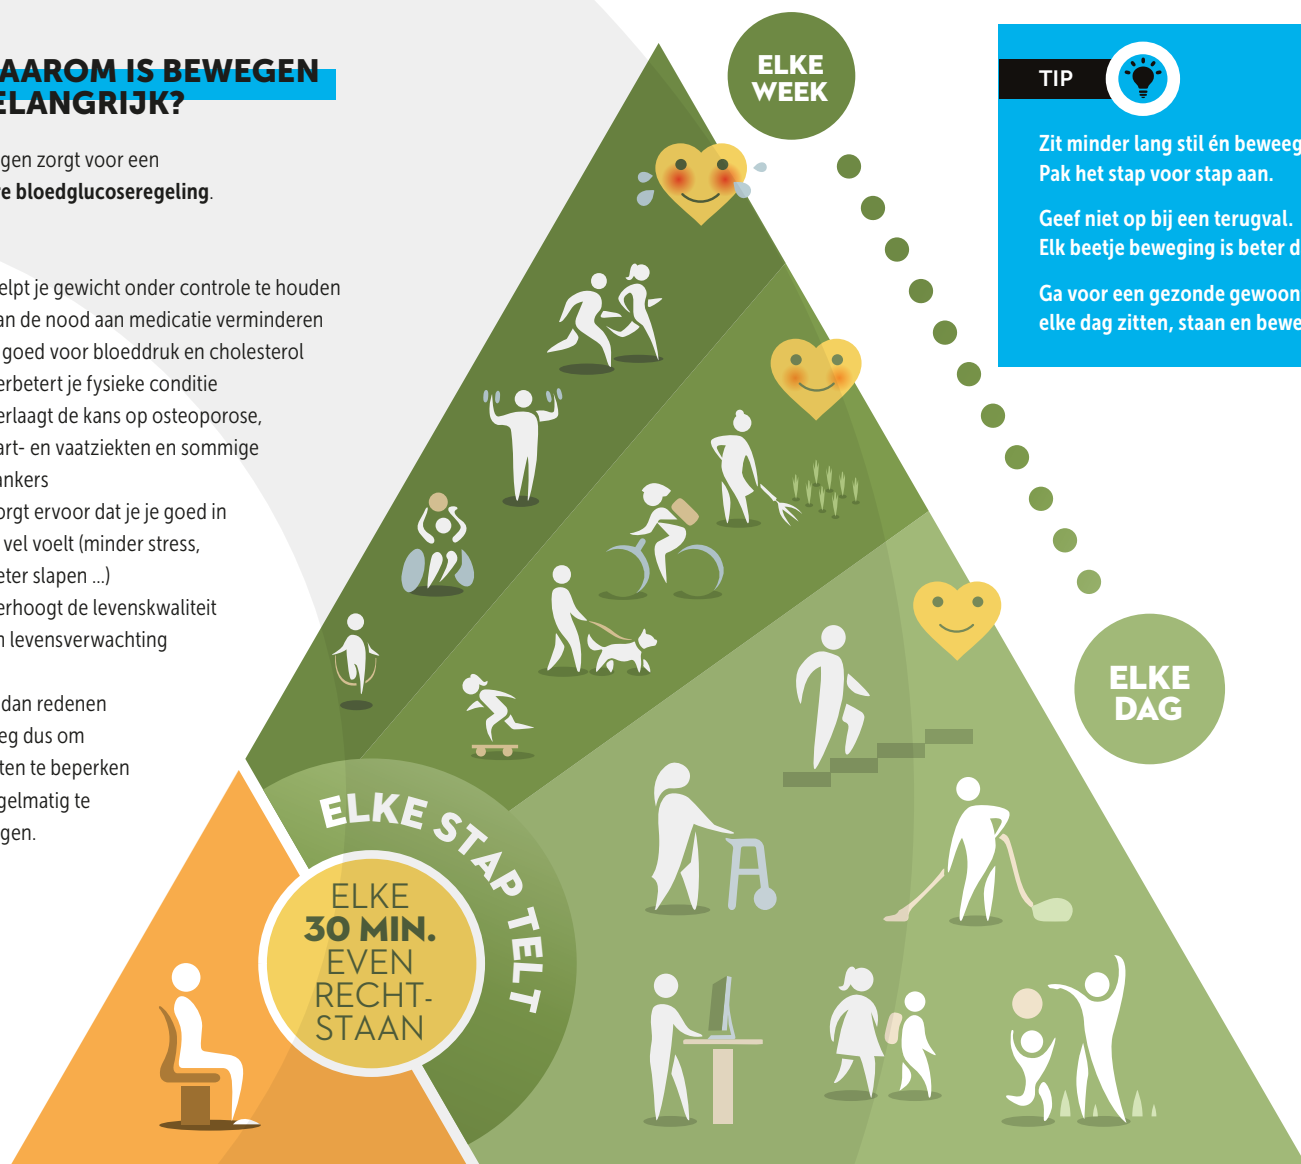 AAROM IS BEWEGEN
ELANGRIJK?
gen zorgt voor een
re bloedglucoseregeling.
elpt je gewicht onder controle te houden
an de nood aan medicatie verminderen
goed voor bloeddruk en cholesterol
erbetert je fysieke conditie
erlaagt de kans op osteoporose,
art- en vaatziekten en sommige
ankers
orgt ervoor dat je je goed in
vel voelt (minder stress,
eter slapen ...)
erhoogt de levenskwaliteit
n levensverwachting
dan redenen
eg dus om
ten te beperken
gelmatig te
gen.
ELKE
WEEK
TIP
Zit minder lang stil én beweeg
Pak het stap voor stap aan.
Geef niet op bij een terugval.
Elk beetje beweging is beter d
Ga voor een gezonde gewoon
elke dag zitten, staan en bewe
ELKE
DAG
ELKE STAP TELT
ELKE
30 MIN.
EVEN
RECHT-
STAAN